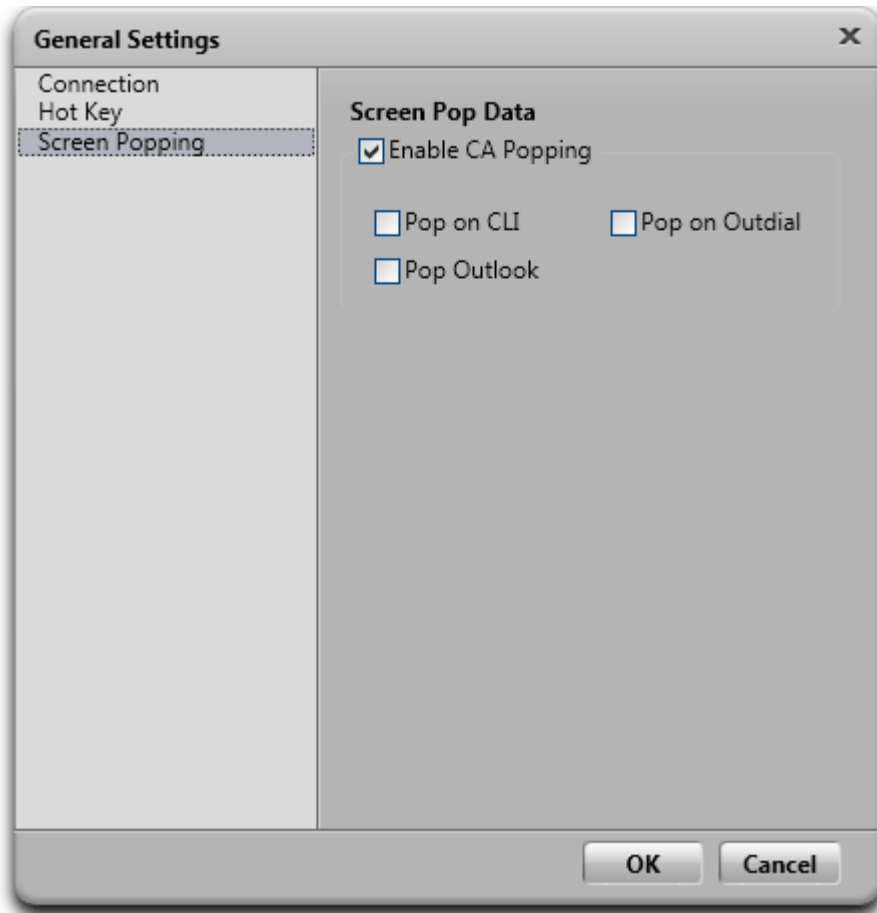 General Settings
Connection
Hot Key
Screen Popping
Screen Pop Data
Enable CA Popping
Pop on CLI
Pop on Outdial
Pop Outlook
OK
Cancel